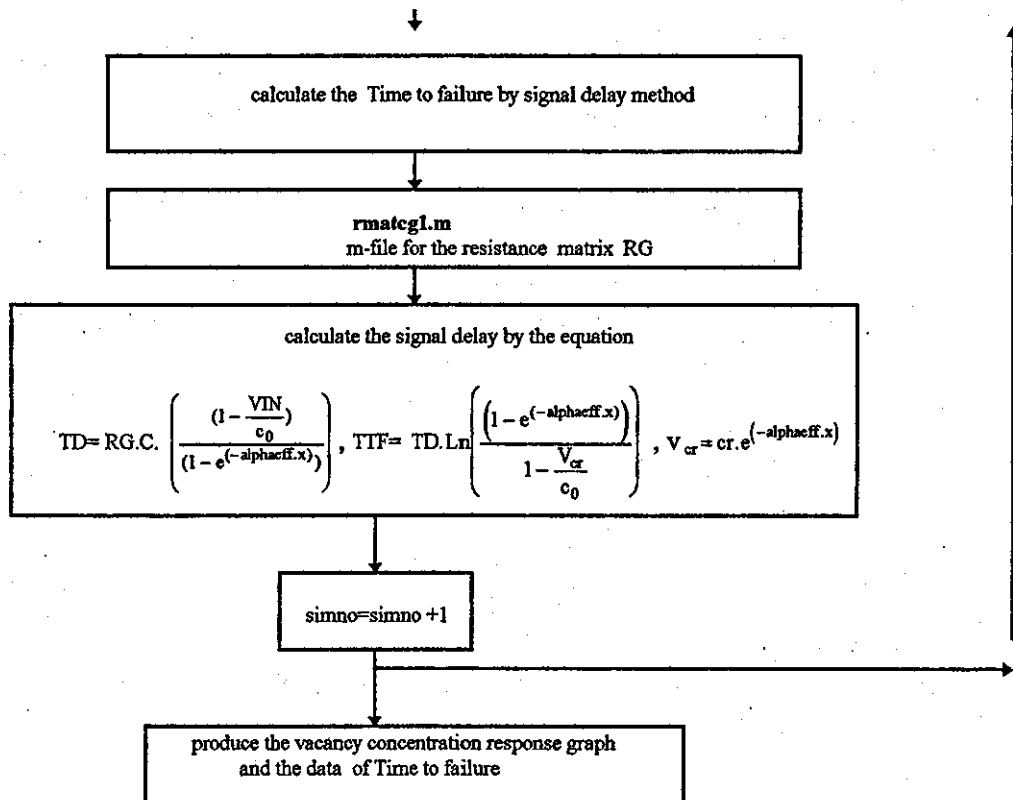 calculate the Time to failure by signal delay method
rmatcg1.m
m-file for the resistance matrix RG
calculate the signal delay by the equation
TD= RG.C. ( (1 - VIN/c₀) / (1 - e^(-alphaeff.x)) ) , TTF= TD.Ln( (1 - e^(-alphaeff.x)) / (1 - V_cr/c₀) ) , V_cr = cr.e^(-alphaeff.x)
simno=simno +1
produce the vacancy concentration response graph
and the data of Time to failure